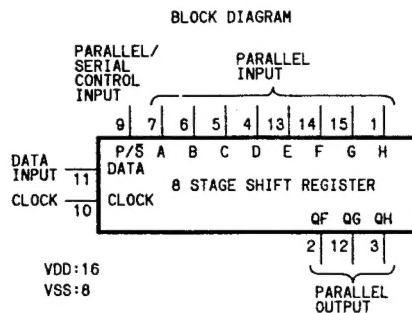 BLOCK DIAGRAM
PARALLEL/
SERIAL
CONTROL
INPUT
PARALLEL
INPUT
9 7 6 5 4 13 14 15 1
P/S̅ A B C D E F G H
DATA
INPUT
11
DATA
8 STAGE SHIFT REGISTER
CLOCK
10
CLOCK
QF QG QH
2 12 3
VDD:16
VSS:8
PARALLEL
OUTPUT